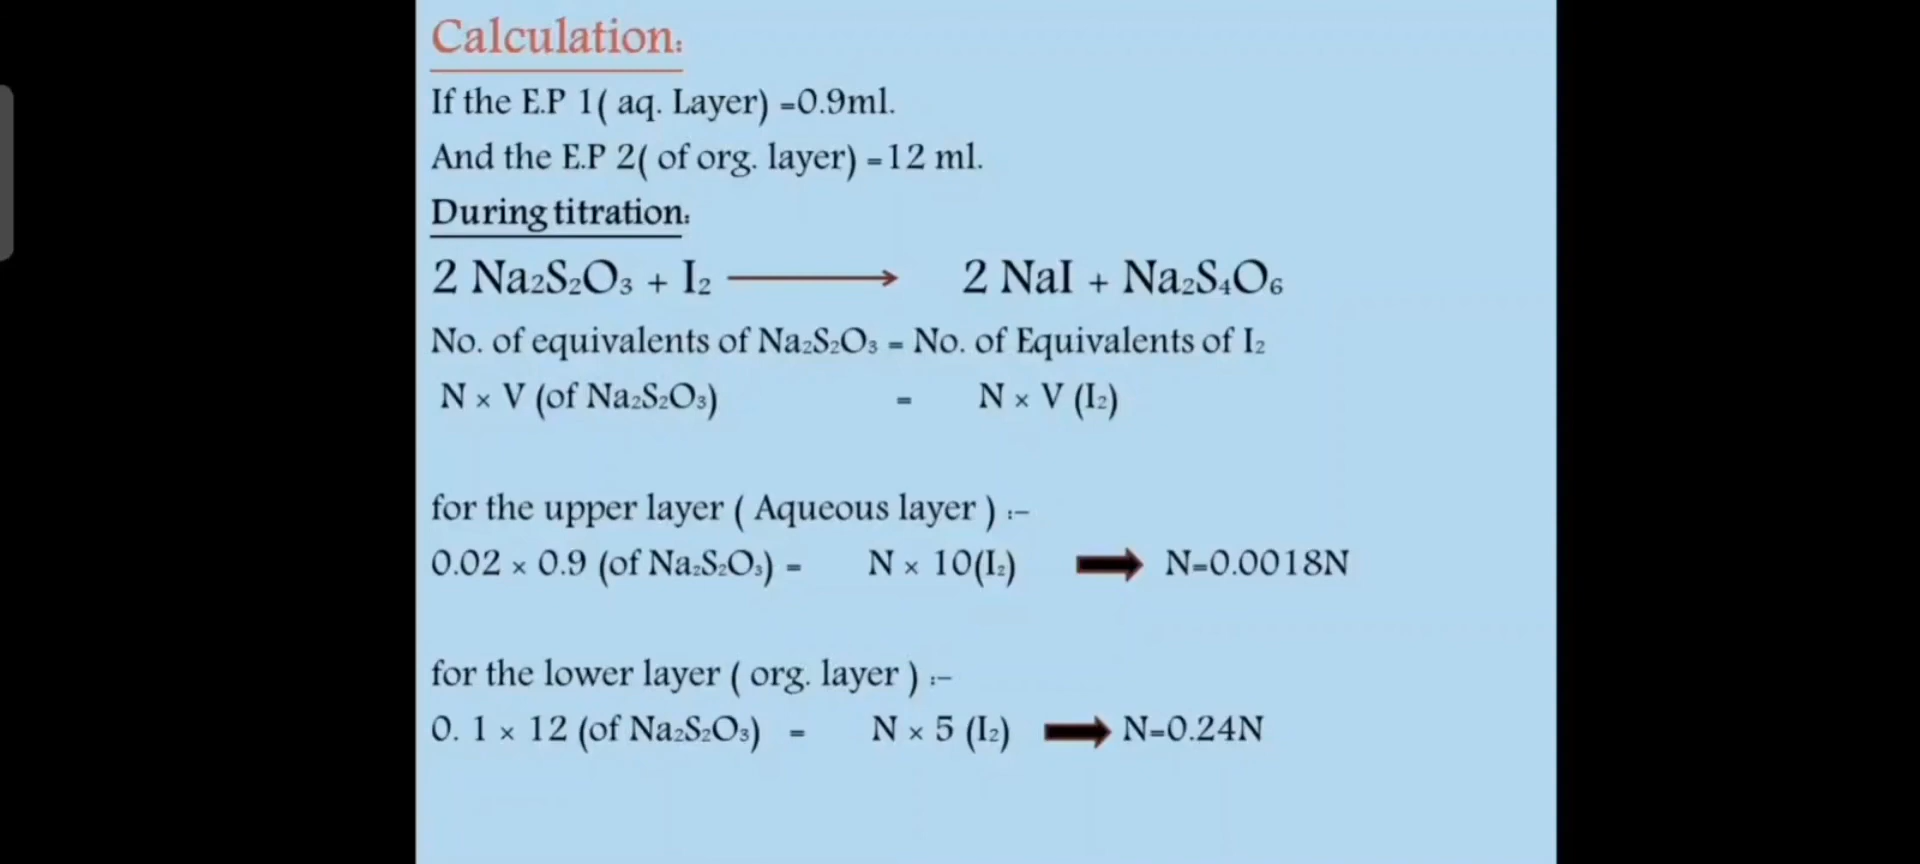 Calculation:
If the E.P 1( aq. Layer) =0.9ml.
And the E.P 2( of org. layer) =12 ml.
During titration:
2 Na₂S₂O₃ + I₂ ⟶ 2 NaI + Na₂S₄O₆
No. of equivalents of Na₂S₂O₃ = No. of Equivalents of I₂
N × V (of Na₂S₂O₃) = N × V (I₂)
for the upper layer ( Aqueous layer ) :-
0.02 × 0.9 (of Na₂S₂O₃) = N × 10(I₂) ➡ N=0.0018N
for the lower layer ( org. layer ) :-
0. 1 × 12 (of Na₂S₂O₃) = N × 5 (I₂) ➡ N=0.24N